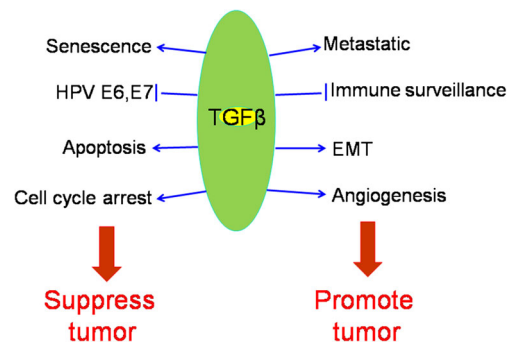 Senescence
Metastatic
HPV E6,E7
Immune surveillance
TGFβ
Apoptosis
EMT
Cell cycle arrest
Angiogenesis
Suppress
tumor
Promote
tumor